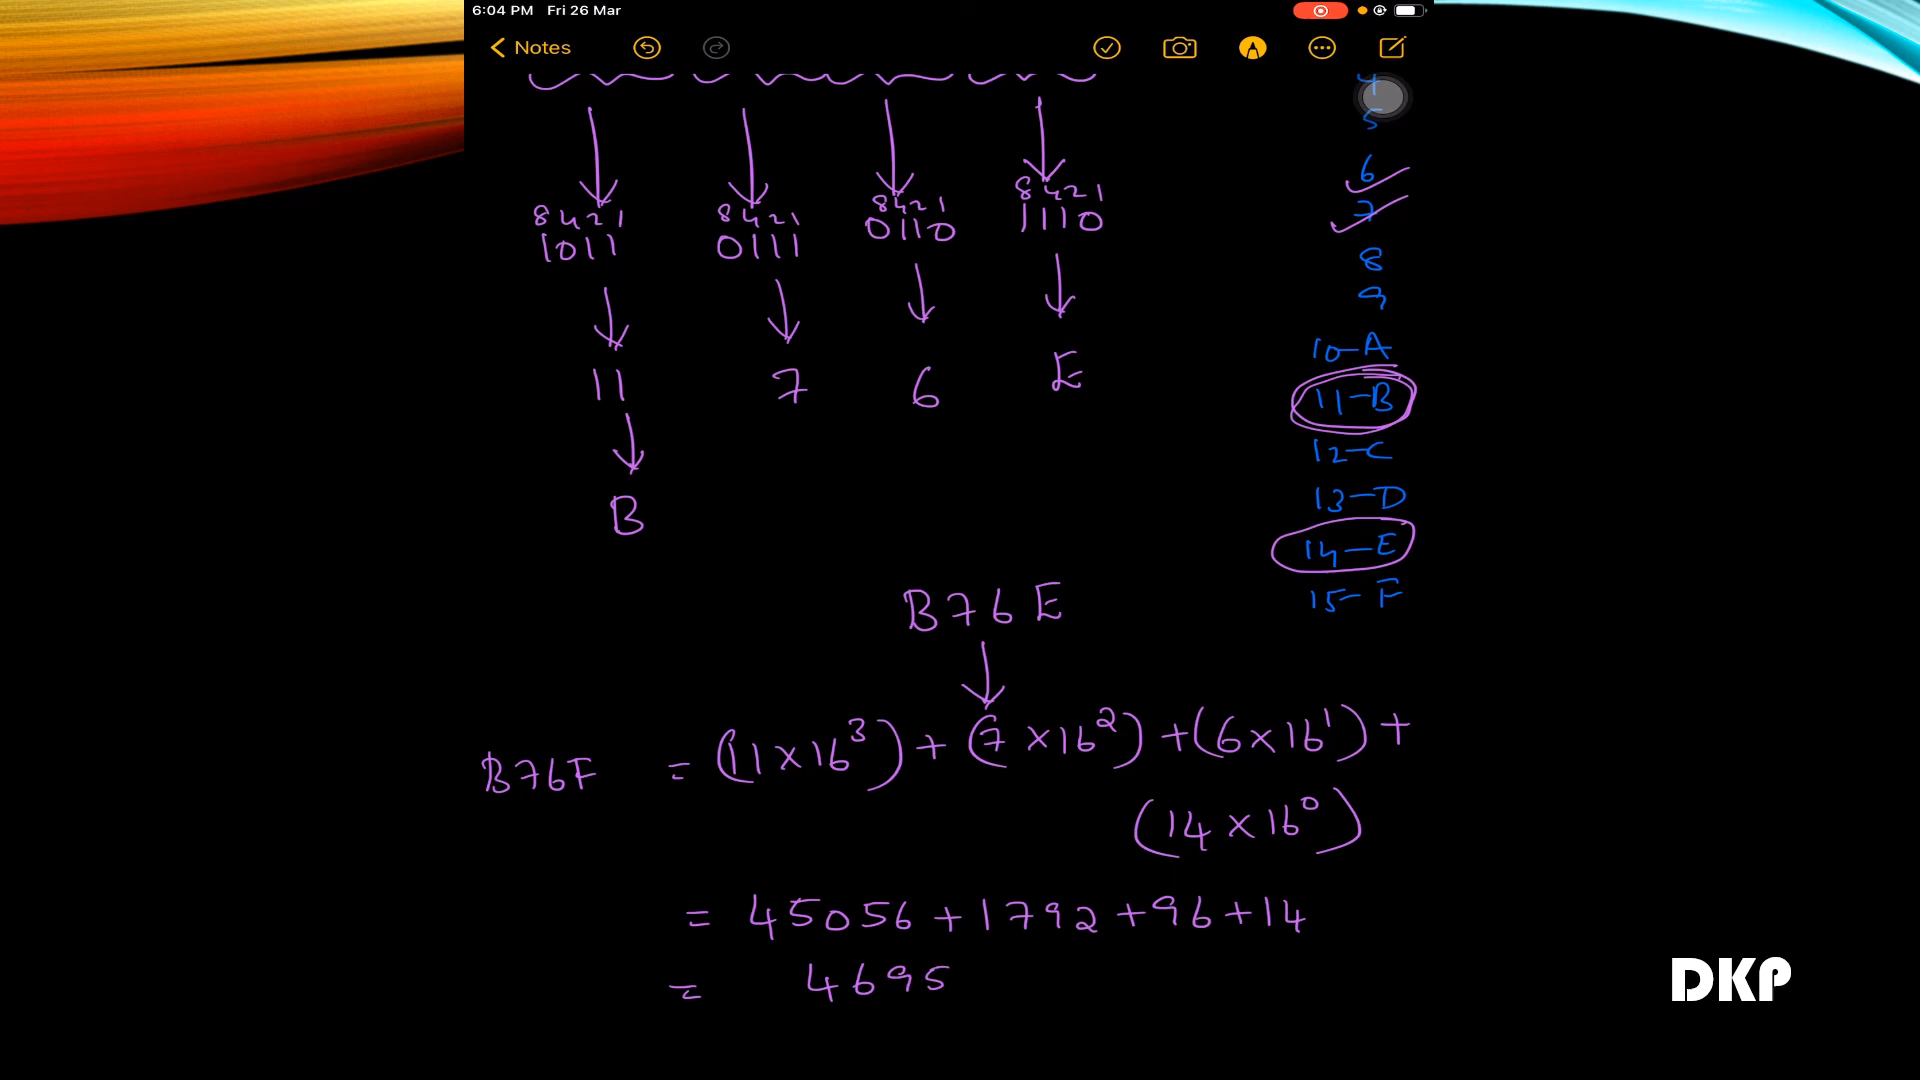 6:04 PM Fri 26 Mar
Notes
4
5
6
7
8
9
10-A
11-B
12-C
13-D
14-E
15-F
8421 8421 8421 8421
1011 0111 0110 1110
11 7 6 E
B
B76E
B76F = (11×16³) + (7×16²) + (6×16¹) +
(14×16⁰)
= 45056+1792+96+14
= 4695
DKP